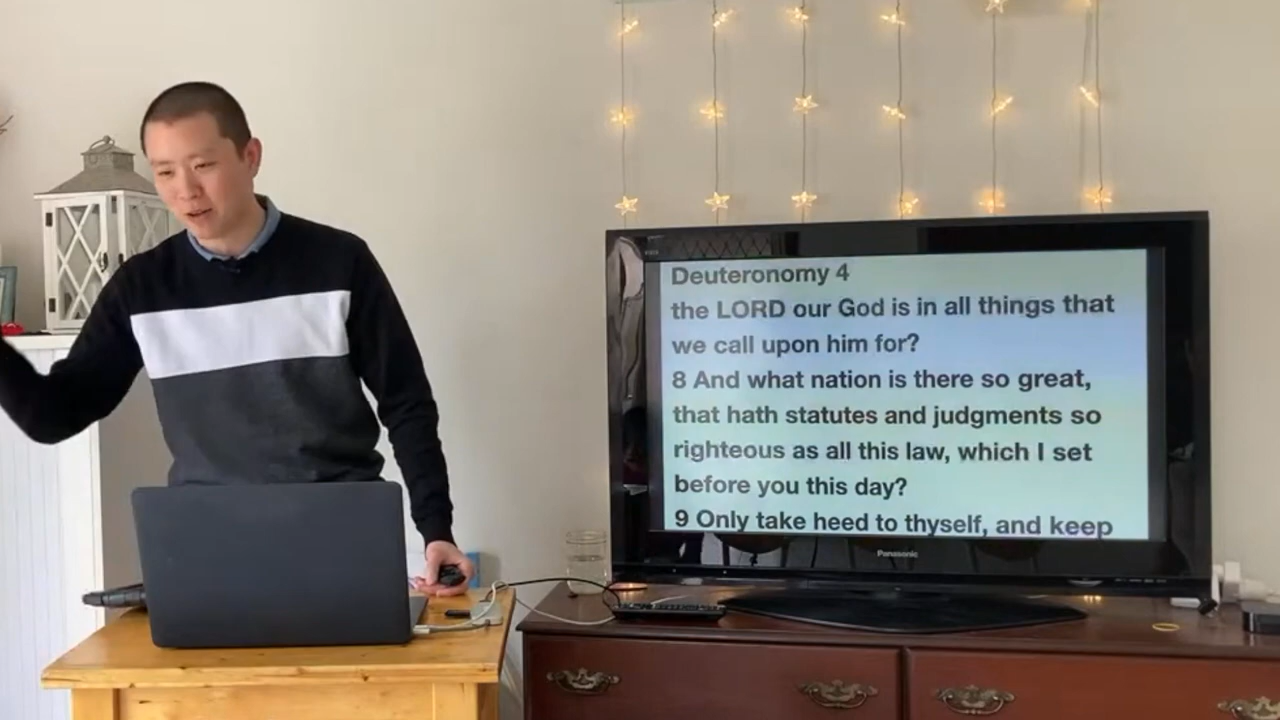 Deuteronomy 4
the LORD our God is in all things that
we call upon him for?
8 And what nation is there so great,
that hath statutes and judgments so
righteous as all this law, which I set
before you this day?
9 Only take heed to thyself, and keep
Panasonic